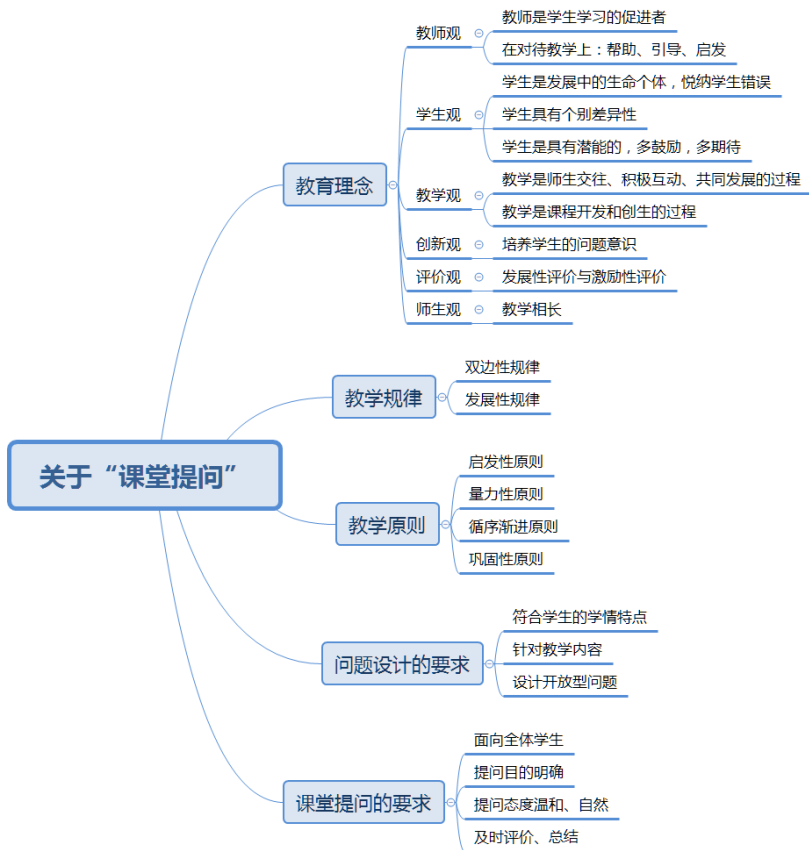 关于“课堂提问”
教育理念
教师观
教师是学生学习的促进者
在对待教学上：帮助、引导、启发
学生观
学生是发展中的生命个体，悦纳学生错误
学生具有个别差异性
学生是具有潜能的，多鼓励，多期待
教学观
教学是师生交往、积极互动、共同发展的过程
教学是课程开发和创生的过程
创新观
培养学生的问题意识
评价观
发展性评价与激励性评价
师生观
教学相长
教学规律
双边性规律
发展性规律
教学原则
启发性原则
量力性原则
循序渐进原则
巩固性原则
问题设计的要求
符合学生的学情特点
针对教学内容
设计开放型问题
课堂提问的要求
面向全体学生
提问目的明确
提问态度温和、自然
及时评价、总结